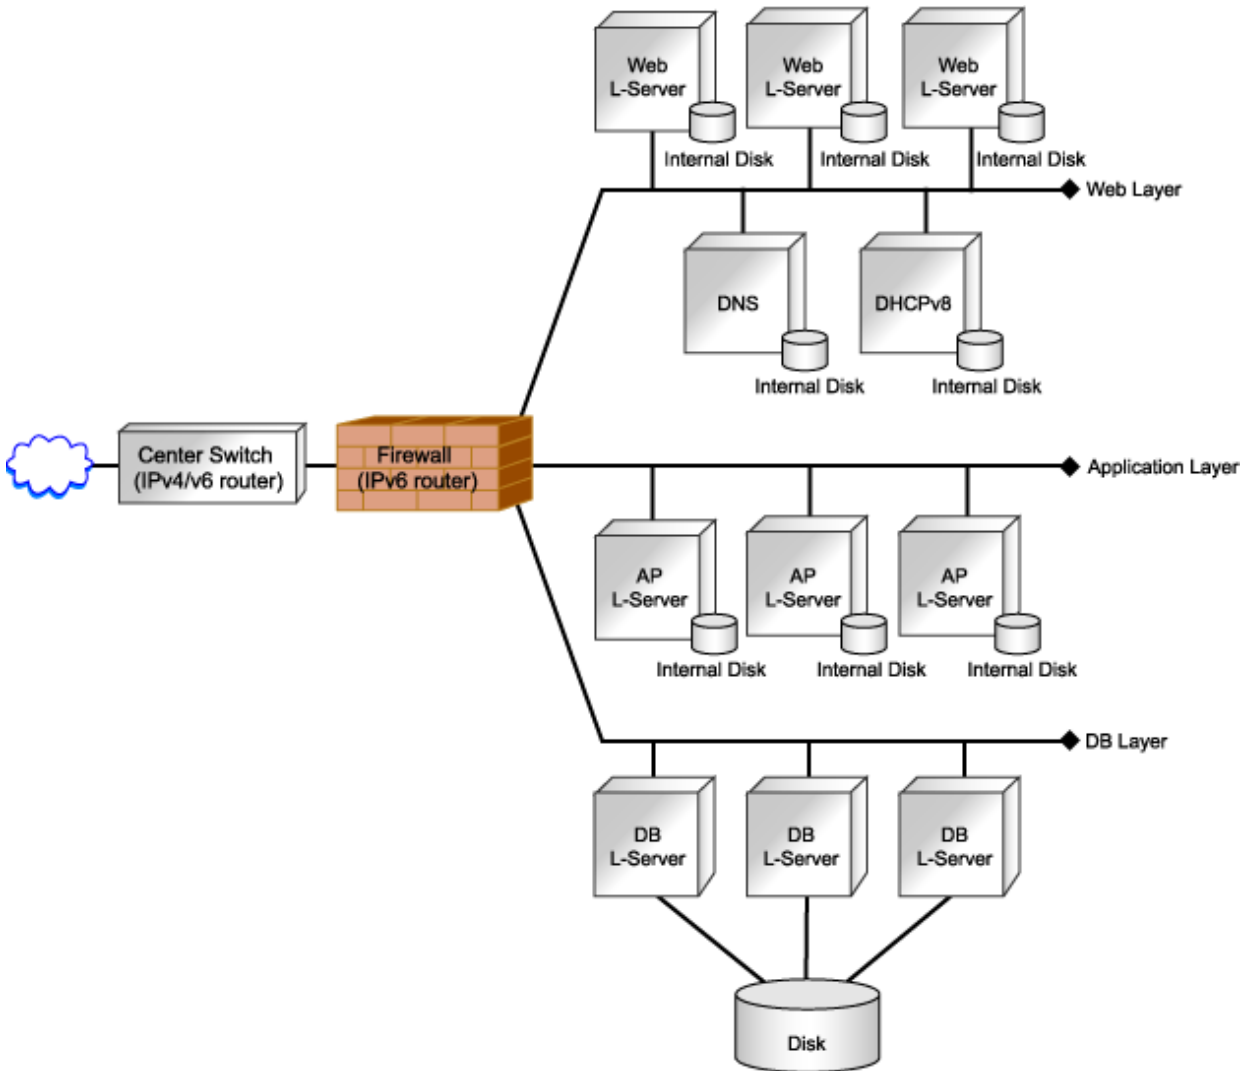 Web
L-Server
Web
L-Server
Web
L-Server
Internal Disk
Internal Disk
Internal Disk
Web Layer
DNS
DHCPv8
Internal Disk
Internal Disk
Center Switch
(IPv4/v6 router)
Firewall
(IPv6 router)
Application Layer
AP
L-Server
AP
L-Server
AP
L-Server
Internal Disk
Internal Disk
Internal Disk
DB Layer
DB
L-Server
DB
L-Server
DB
L-Server
Disk